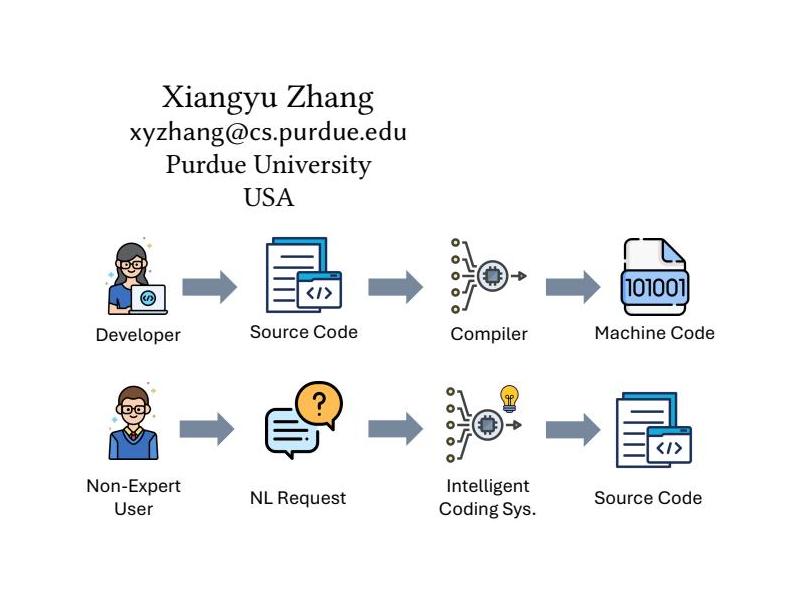 Xiangyu Zhang
xyzhang@cs.purdue.edu
Purdue University
USA
</>
</>
101001
Developer
Source Code
Compiler
Machine Code
?
</>
Non-Expert
User
NL Request
Intelligent
Coding Sys.
Source Code